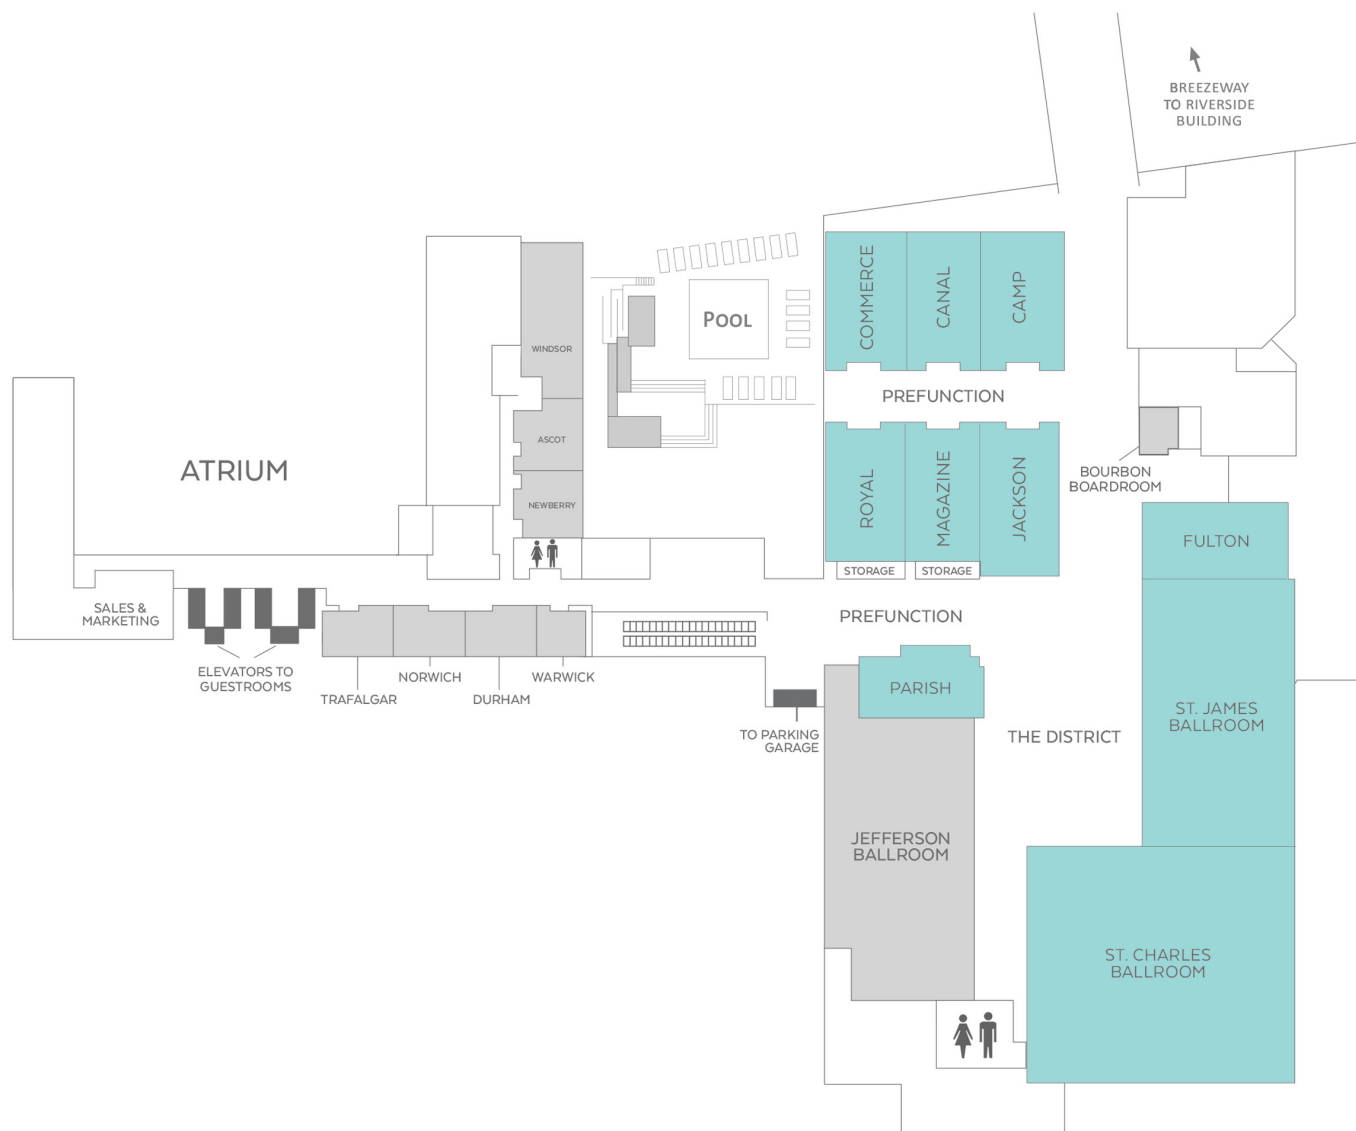 BREEZEWAY
TO RIVERSIDE
BUILDING
COMMERCE
CANAL
CAMP
POOL
WINDSOR
PREFUNCTION
ASCOT
ATRIUM
BOURBON
BOARDROOM
NEWBERRY
ROYAL
MAGAZINE
JACKSON
FULTON
STORAGE
STORAGE
SALES &
MARKETING
PREFUNCTION
ELEVATORS TO
GUESTROOMS
TRAFALGAR
NORWICH
DURHAM
WARWICK
PARISH
TO PARKING
GARAGE
THE DISTRICT
ST. JAMES
BALLROOM
JEFFERSON
BALLROOM
ST. CHARLES
BALLROOM